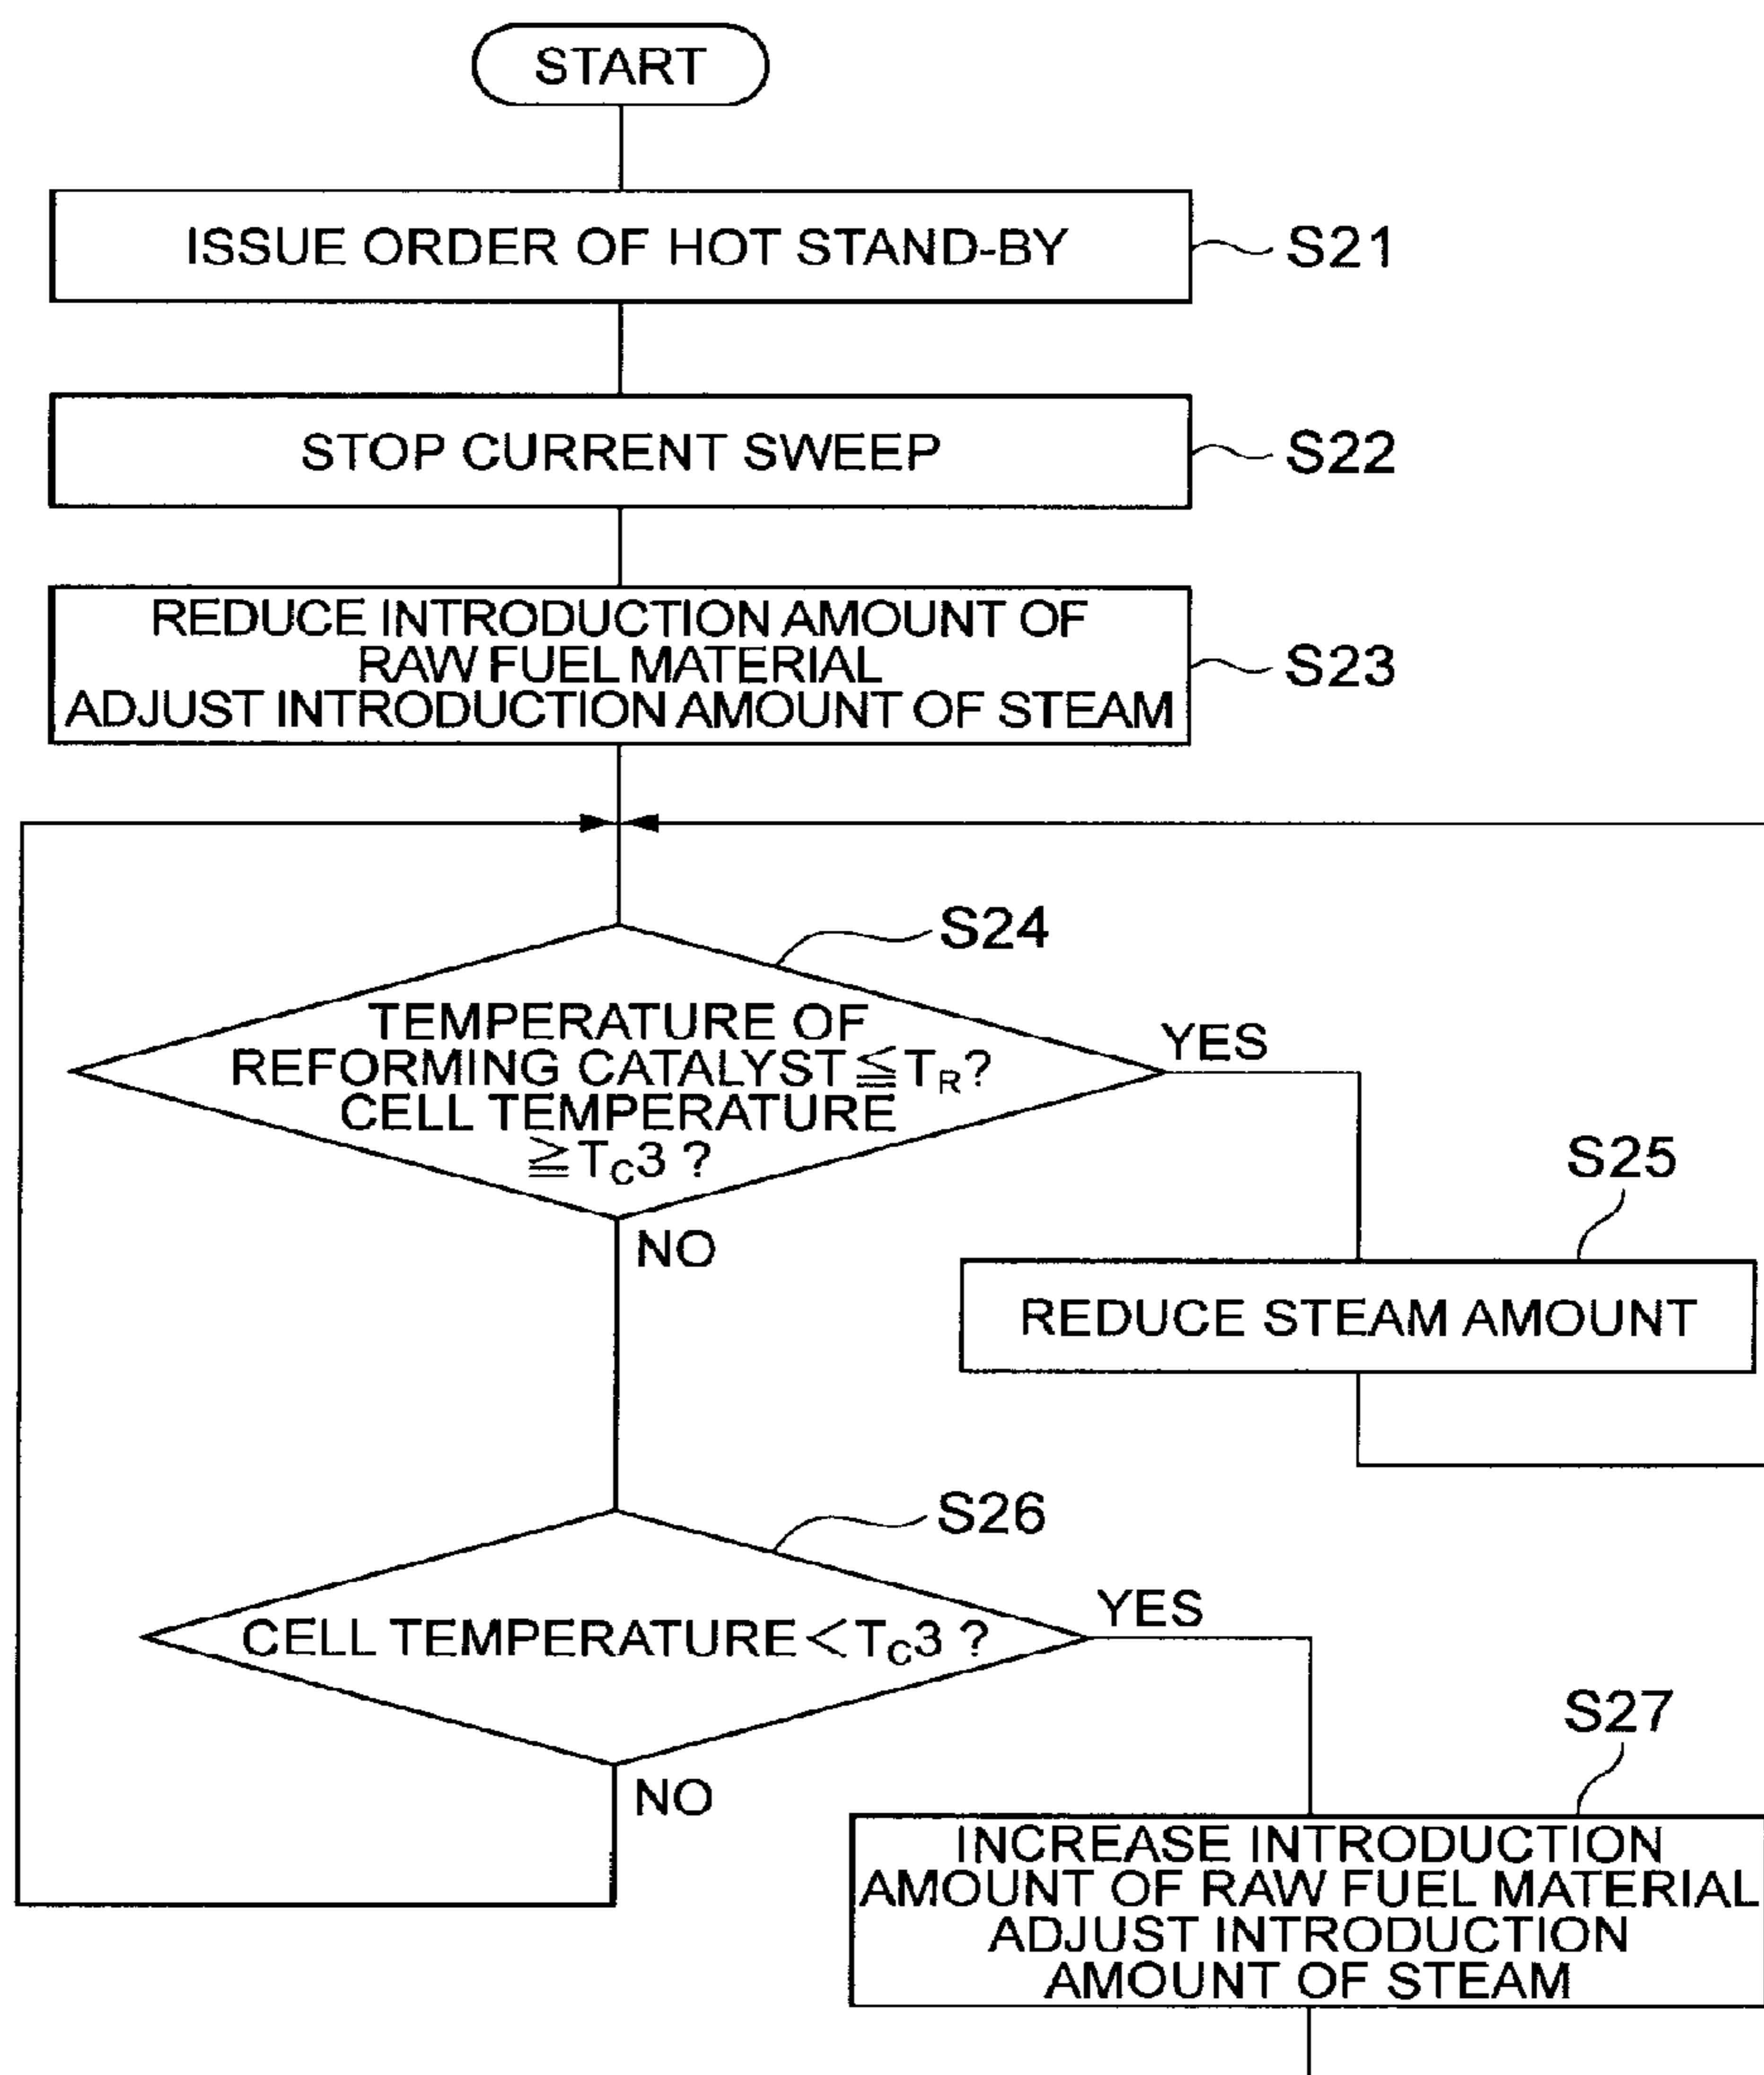 START
ISSUE ORDER OF HOT STAND-BY
S21
STOP CURRENT SWEEP
S22
REDUCE INTRODUCTION AMOUNT OF
RAW FUEL MATERIAL
ADJUST INTRODUCTION AMOUNT OF STEAM
S23
S24
TEMPERATURE OF
REFORMING CATALYST≦TR?
CELL TEMPERATURE
≧TC3 ?
YES
NO
S25
REDUCE STEAM AMOUNT
S26
CELL TEMPERATURE<TC3 ?
YES
NO
S27
INCREASE INTRODUCTION
AMOUNT OF RAW FUEL MATERIAL
ADJUST INTRODUCTION
AMOUNT OF STEAM